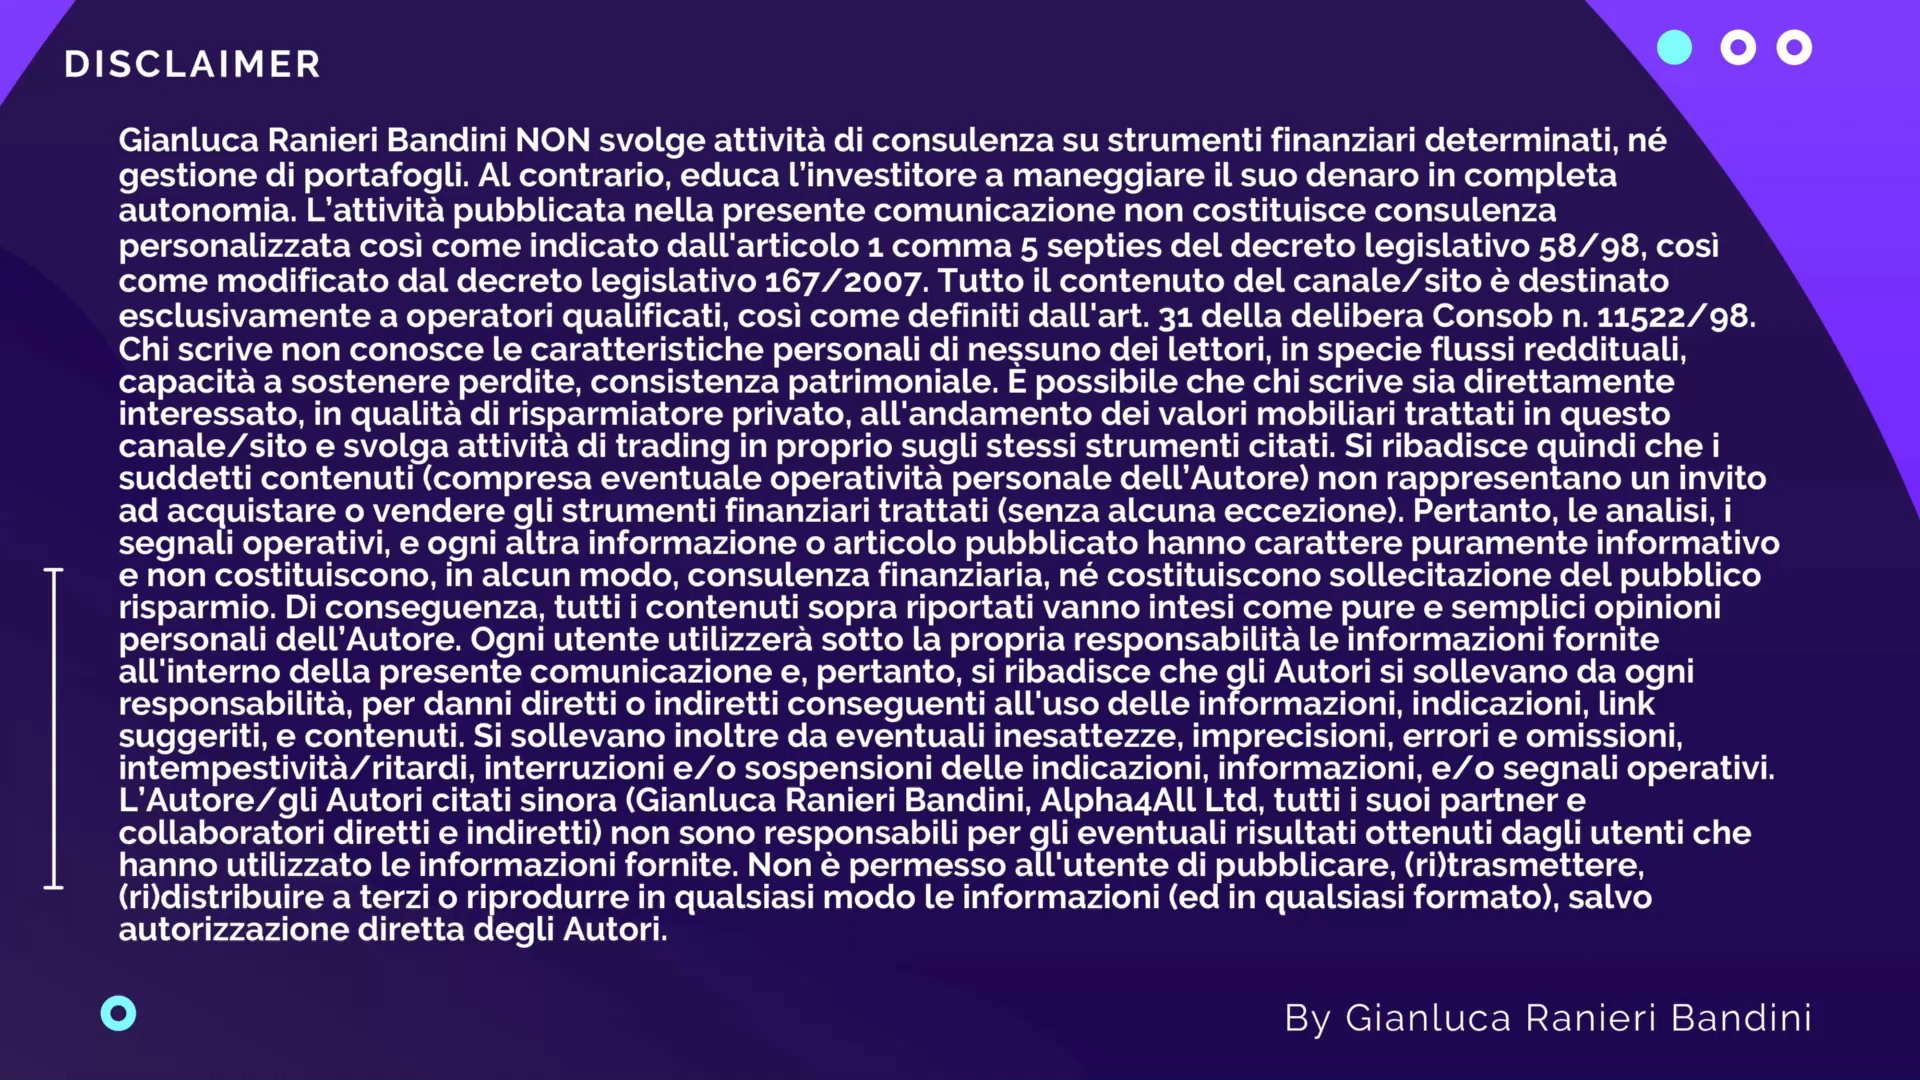 DISCLAIMER
Gianluca Ranieri Bandini NON svolge attività di consulenza su strumenti finanziari determinati, né
gestione di portafogli. Al contrario, educa l’investitore a maneggiare il suo denaro in completa
autonomia. L’attività pubblicata nella presente comunicazione non costituisce consulenza
personalizzata così come indicato dall'articolo 1 comma 5 septies del decreto legislativo 58/98, così
come modificato dal decreto legislativo 167/2007. Tutto il contenuto del canale/sito è destinato
esclusivamente a operatori qualificati, così come definiti dall'art. 31 della delibera Consob n. 11522/98.
Chi scrive non conosce le caratteristiche personali di nessuno dei lettori, in specie flussi reddituali,
capacità a sostenere perdite, consistenza patrimoniale. È possibile che chi scrive sia direttamente
interessato, in qualità di risparmiatore privato, all'andamento dei valori mobiliari trattati in questo
canale/sito e svolga attività di trading in proprio sugli stessi strumenti citati. Si ribadisce quindi che i
suddetti contenuti (compresa eventuale operatività personale dell’Autore) non rappresentano un invito
ad acquistare o vendere gli strumenti finanziari trattati (senza alcuna eccezione). Pertanto, le analisi, i
segnali operativi, e ogni altra informazione o articolo pubblicato hanno carattere puramente informativo
e non costituiscono, in alcun modo, consulenza finanziaria, né costituiscono sollecitazione del pubblico
risparmio. Di conseguenza, tutti i contenuti sopra riportati vanno intesi come pure e semplici opinioni
personali dell’Autore. Ogni utente utilizzerà sotto la propria responsabilità le informazioni fornite
all'interno della presente comunicazione e, pertanto, si ribadisce che gli Autori si sollevano da ogni
responsabilità, per danni diretti o indiretti conseguenti all'uso delle informazioni, indicazioni, link
suggeriti, e contenuti. Si sollevano inoltre da eventuali inesattezze, imprecisioni, errori e omissioni,
intempestività/ritardi, interruzioni e/o sospensioni delle indicazioni, informazioni, e/o segnali operativi.
L’Autore/gli Autori citati sinora (Gianluca Ranieri Bandini, Alpha4All Ltd, tutti i suoi partner e
collaboratori diretti e indiretti) non sono responsabili per gli eventuali risultati ottenuti dagli utenti che
hanno utilizzato le informazioni fornite. Non è permesso all'utente di pubblicare, (ri)trasmettere,
(ri)distribuire a terzi o riprodurre in qualsiasi modo le informazioni (ed in qualsiasi formato), salvo
autorizzazione diretta degli Autori.
By Gianluca Ranieri Bandini